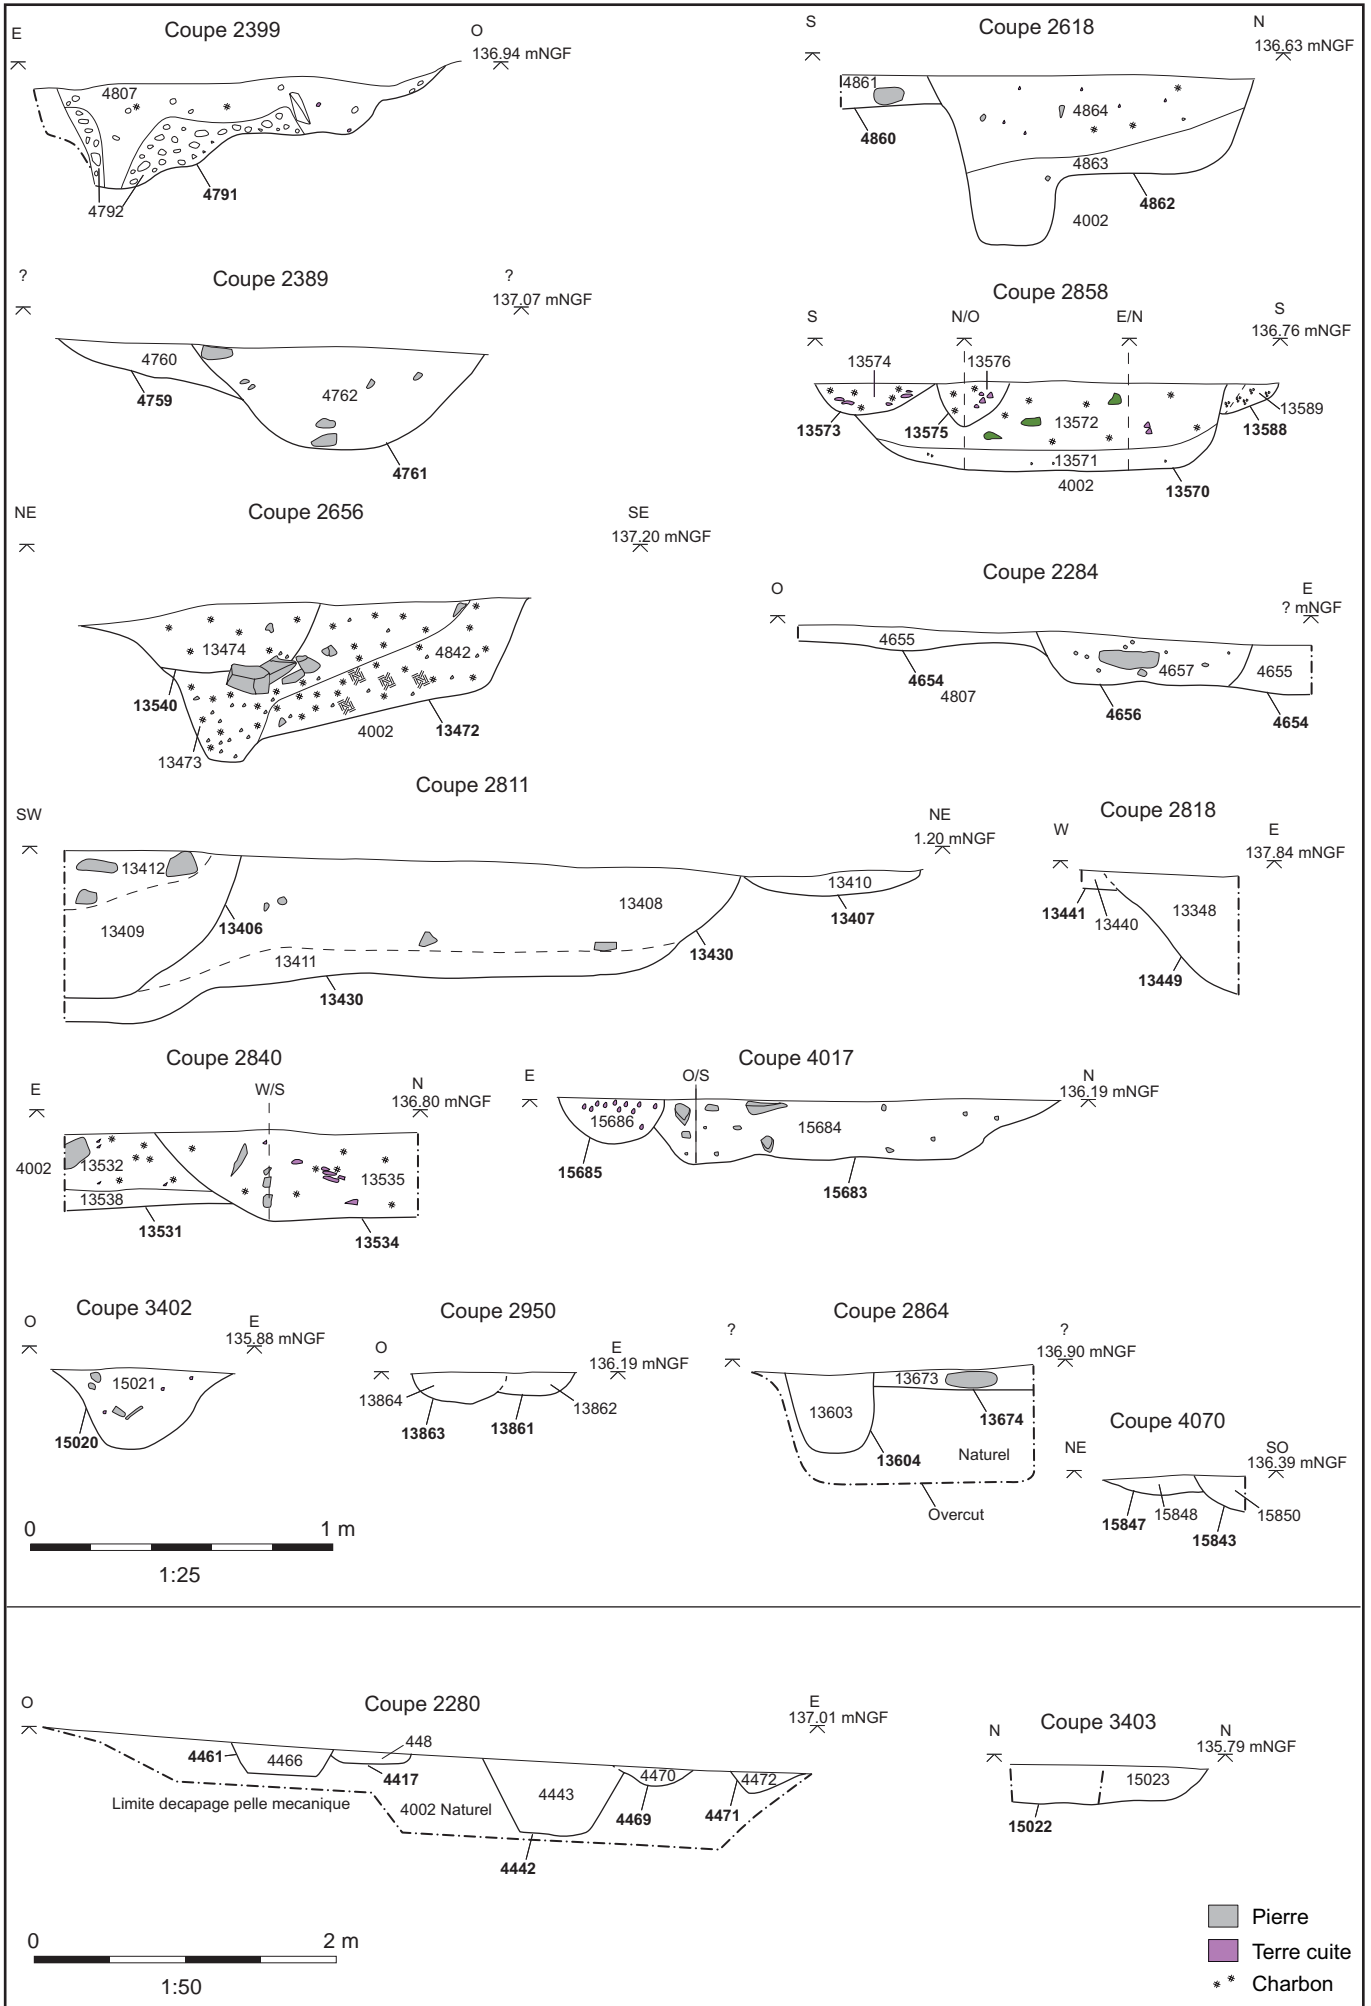 Coupe 2399
E
O
136.94 mNGF
4807
4792
4791
Coupe 2618
S
N
136.63 mNGF
4861
4860
4864
4863
4862
4002
Coupe 2389
?
?
137.07 mNGF
4760
4759
4762
4761
Coupe 2858
S
N/O
E/N
S
136.76 mNGF
13574
13576
13573
13575
13572
13589
13588
13571
4002
13570
Coupe 2656
NE
SE
137.20 mNGF
13474
4842
13540
13473
4002
13472
Coupe 2284
O
E
? mNGF
4655
4654
4807
4657
4655
4656
4654
Coupe 2811
SW
NE
1.20 mNGF
13412
13409
13406
13408
13410
13407
13411
13430
13430
Coupe 2818
W
E
137.84 mNGF
13441
13440
13348
13449
Coupe 2840
E
W/S
N
136.80 mNGF
4002
13532
13538
13535
13531
13534
Coupe 4017
E
O/S
N
136.19 mNGF
15686
15684
15685
15683
Coupe 3402
O
E
135.88 mNGF
15021
15020
Coupe 2950
O
E
136.19 mNGF
13864
13862
13863
13861
Coupe 2864
?
?
136.90 mNGF
13673
13603
13674
13604
Naturel
Overcut
Coupe 4070
NE
SO
136.39 mNGF
15847
15848
15850
15843
0
1 m
1:25
Coupe 2280
O
E
137.01 mNGF
4461
4466
448
4417
Limite decapage pelle mecanique
4002 Naturel
4443
4470
4472
4469
4471
4442
Coupe 3403
N
N
135.79 mNGF
15023
15022
0
2 m
1:50
Pierre
Terre cuite
Charbon